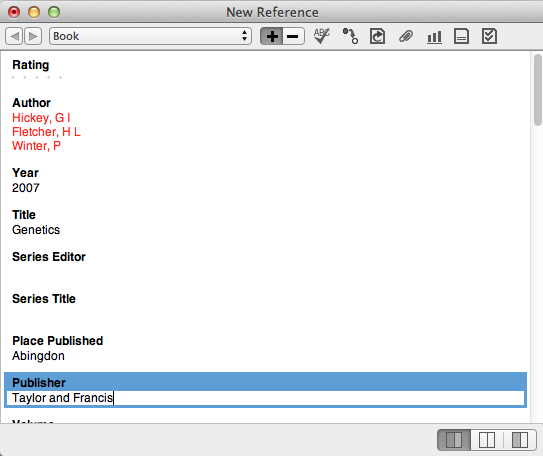 New Reference
Book
ABC
Rating
Author
Hickey, G I
Fletcher, H L
Winter, P
Year
2007
Title
Genetics
Series Editor
Series Title
Place Published
Abingdon
Publisher
Taylor and Francis